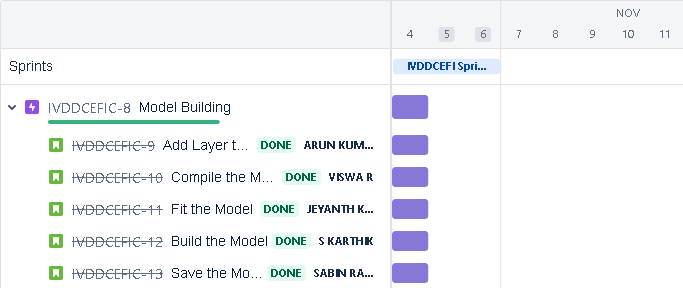 NOV
4 5 6 7 8 9 10 11
Sprints IVDDCEFI Spri...
IVDDCEFIC-8 Model Building
IVDDCEFIC-9 Add Layer t... DONE ARUN KUM...
IVDDCEFIC-10 Compile the M... DONE VISWA R
IVDDCEFIC-11 Fit the Model DONE JEYANTH K...
IVDDCEFIC-12 Build the Model DONE S KARTHIK
IVDDCEFIC-13 Save the Mo... DONE SABIN RA...